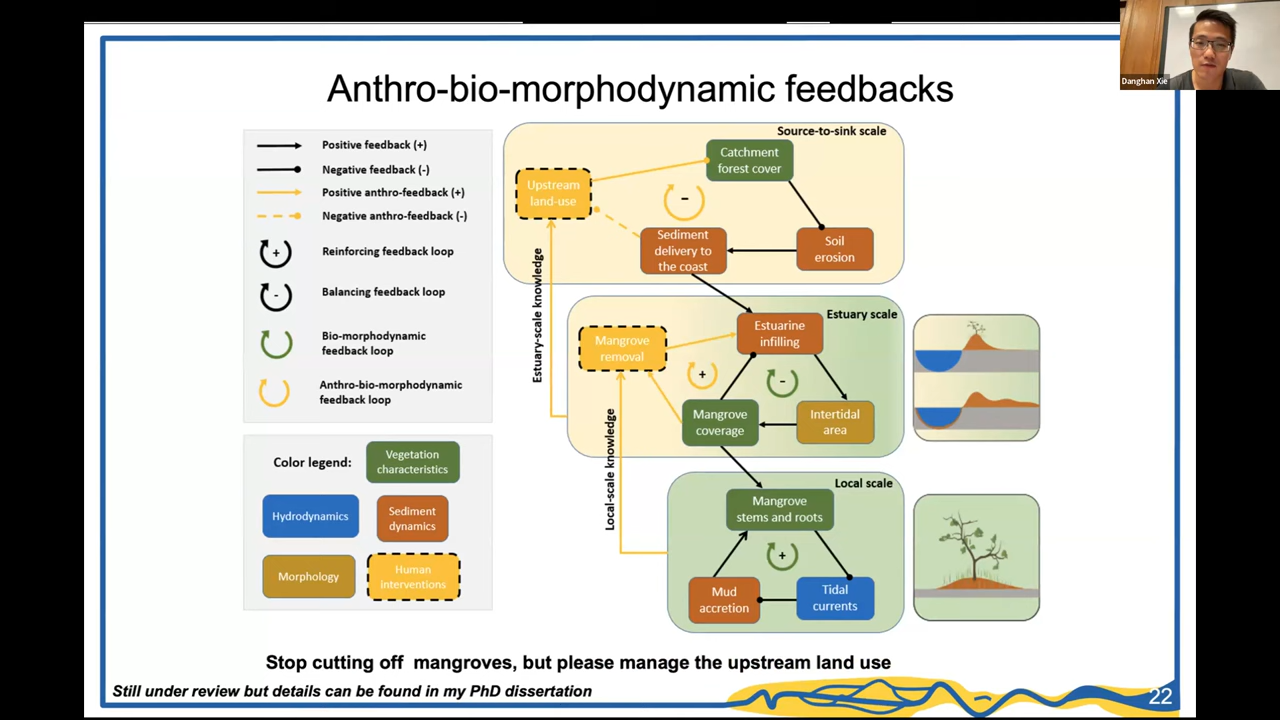 Danghan Xie
Anthro-bio-morphodynamic feedbacks
Positive feedback (+)
Negative feedback (-)
Positive anthro-feedback (+)
Negative anthro-feedback (-)
+
Reinforcing feedback loop
-
Balancing feedback loop
Bio-morphodynamic
feedback loop
Anthro-bio-morphodynamic
feedback loop
Color legend:
Vegetation
characteristics
Hydrodynamics
Sediment
dynamics
Morphology
Human
interventions
Source-to-sink scale
Catchment
forest cover
Upstream
land-use
-
Sediment
delivery to
the coast
Soil
erosion
Estuary-scale knowledge
Estuary scale
Estuarine
infilling
Mangrove
removal
+
-
Mangrove
coverage
Intertidal
area
Local-scale knowledge
Local scale
Mangrove
stems and roots
+
Mud
accretion
Tidal
currents
Stop cutting off mangroves, but please manage the upstream land use
Still under review but details can be found in my PhD dissertation
22